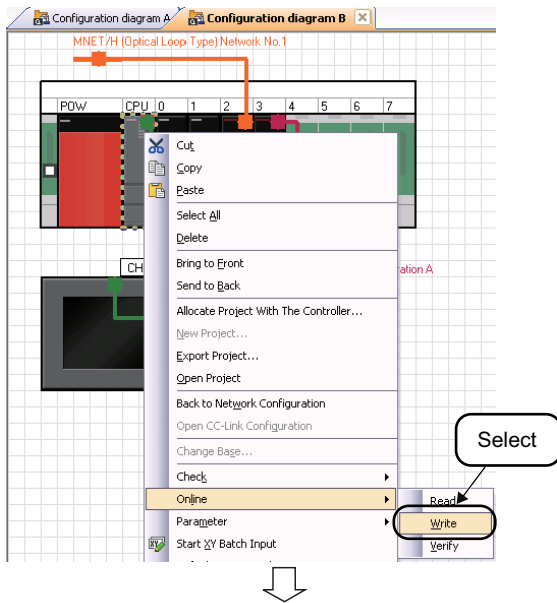 Configuration diagram A
Configuration diagram B
MNET/H (Optical Loop Type) Network No.1
POW CPU 0 1 2 3 4 5 6 7
Cut
Copy
Paste
Select All
Delete
CH
ation A
Bring to Front
Send to Back
Allocate Project With The Controller...
New Project...
Export Project...
Open Project
Back to Network Configuration
Open CC-Link Configuration
Change Base...
Select
Check
Online
Read
Parameter
Write
Start XY Batch Input
Verify